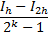 I_h − I_{2h}
2^k − 1